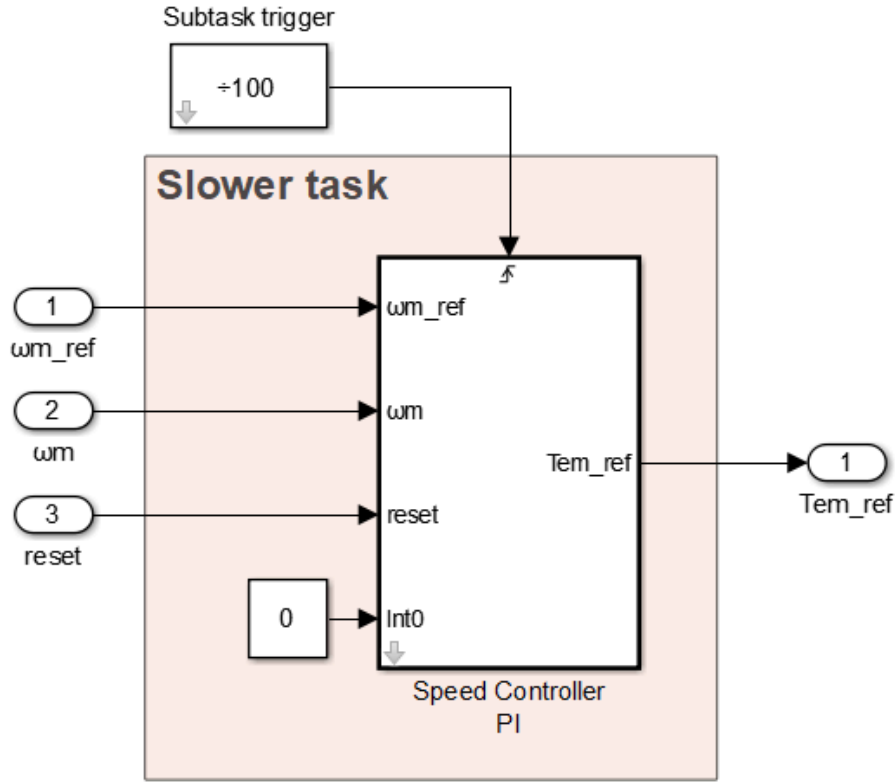 Subtask trigger
÷100
Slower task
1
ωm_ref
ωm_ref
2
ωm
ωm
Tem_ref
1
Tem_ref
3
reset
reset
0
Int0
Speed Controller
PI